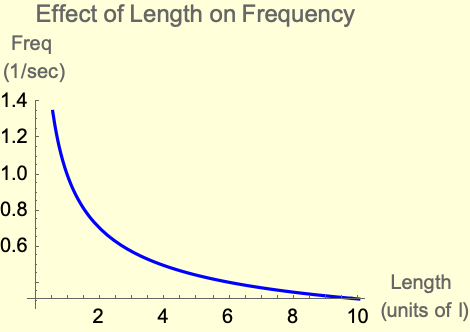 Effect of Length on Frequency
Freq
(1/sec)
1.4
1.2
1.0
0.8
0.6
2 4 6 8 10
Length
(units of l)